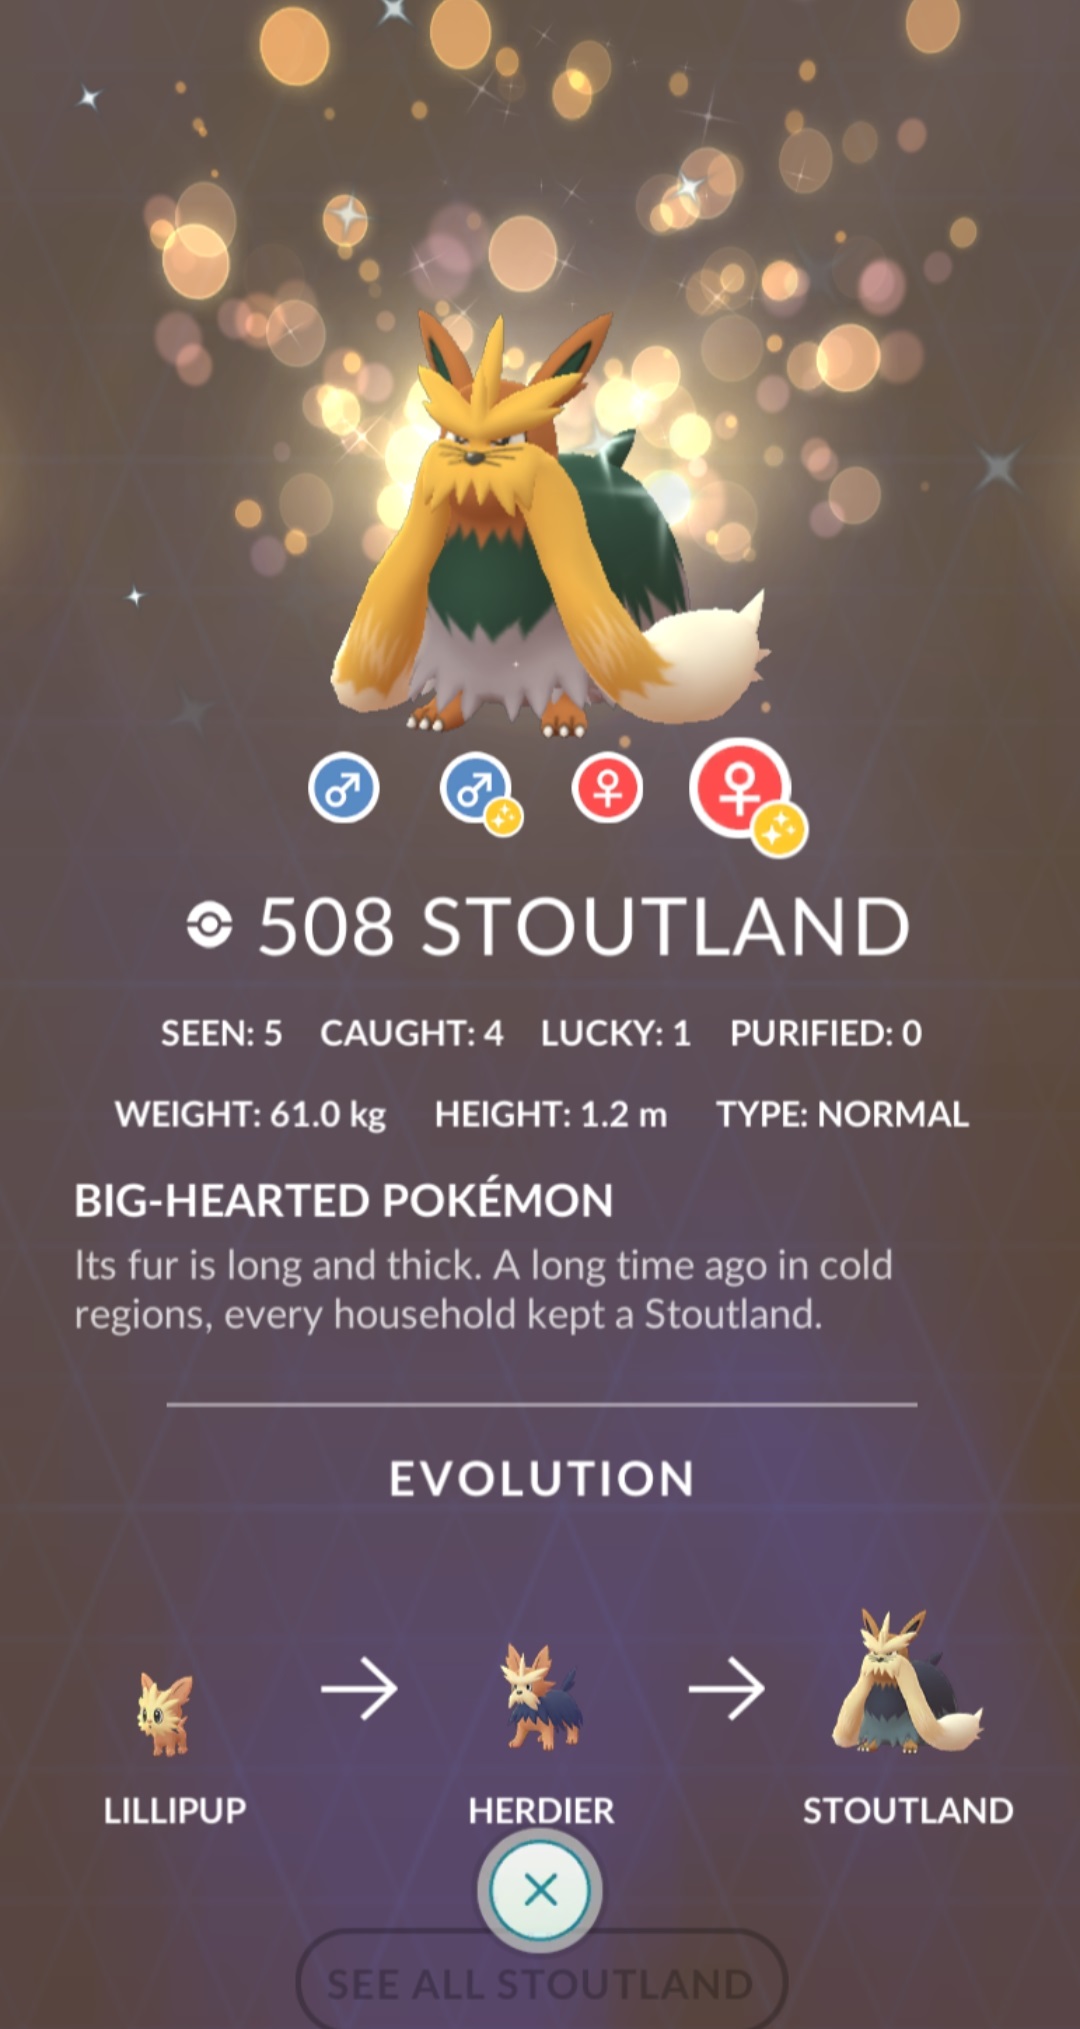 508 STOUTLAND
SEEN: 5 CAUGHT: 4 LUCKY: 1 PURIFIED: 0
WEIGHT: 61.0 kg HEIGHT: 1.2 m TYPE: NORMAL
BIG-HEARTED POKÉMON
Its fur is long and thick. A long time ago in cold
regions, every household kept a Stoutland.
EVOLUTION
LILLIPUP HERDIER STOUTLAND
SEE ALL STOUTLAND